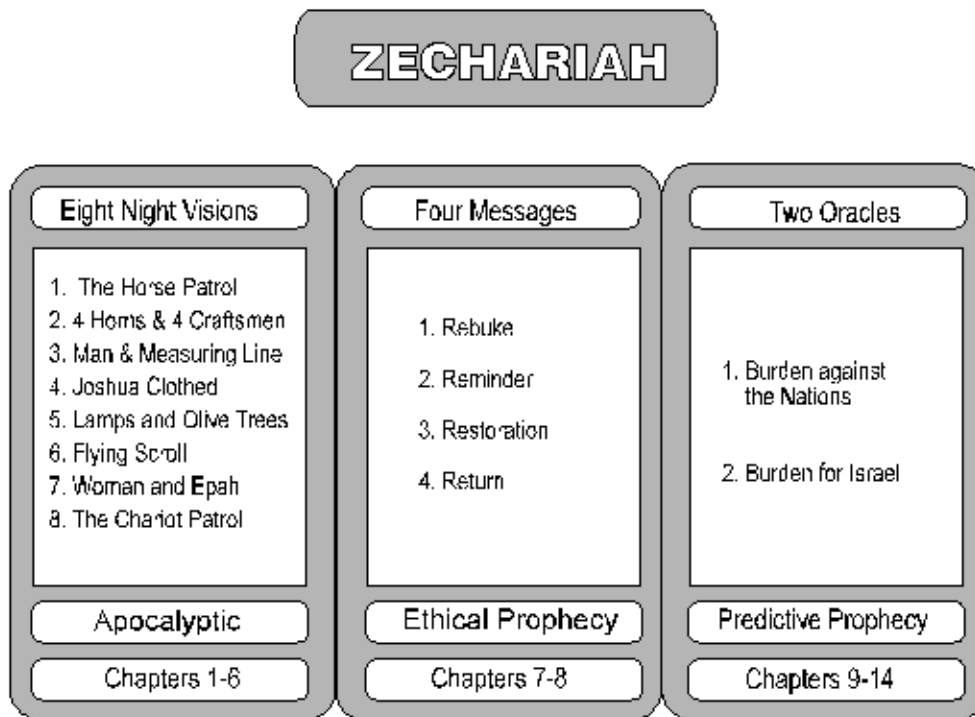 ZECHARIAH
Eight Night Visions
1. The Horse Patrol
2. 4 Horns & 4 Craftsmen
3. Man & Measuring Line
4. Joshua Clothed
5. Lamps and Olive Trees
6. Flying Scroll
7. Woman and Epah
8. The Chariot Patrol
Apocalyptic
Chapters 1-6
Four Messages
1. Rebuke
2. Reminder
3. Restoration
4. Return
Ethical Prophecy
Chapters 7-8
Two Oracles
1. Burden against
the Nations
2. Burden for Israel
Predictive Prophecy
Chapters 9-14